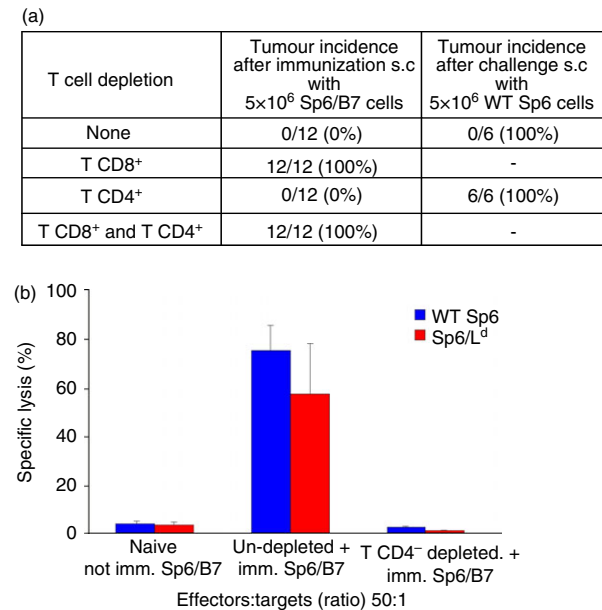 (a)
T cell depletion
Tumour incidence
after immunization s.c
with
5×10⁶ Sp6/B7 cells
Tumour incidence
after challenge s.c
with
5×10⁶ WT Sp6 cells
None
0/12 (0%)
0/6 (100%)
T CD8⁺
12/12 (100%)
-
T CD4⁺
0/12 (0%)
6/6 (100%)
T CD8⁺ and T CD4⁺
12/12 (100%)
-
(b)
Specific lysis (%)
100
80
60
40
20
0
WT Sp6
Sp6/Lᵈ
Naive
not imm. Sp6/B7
Un-depleted +
imm. Sp6/B7
T CD4⁻ depleted. +
imm. Sp6/B7
Effectors:targets (ratio) 50:1